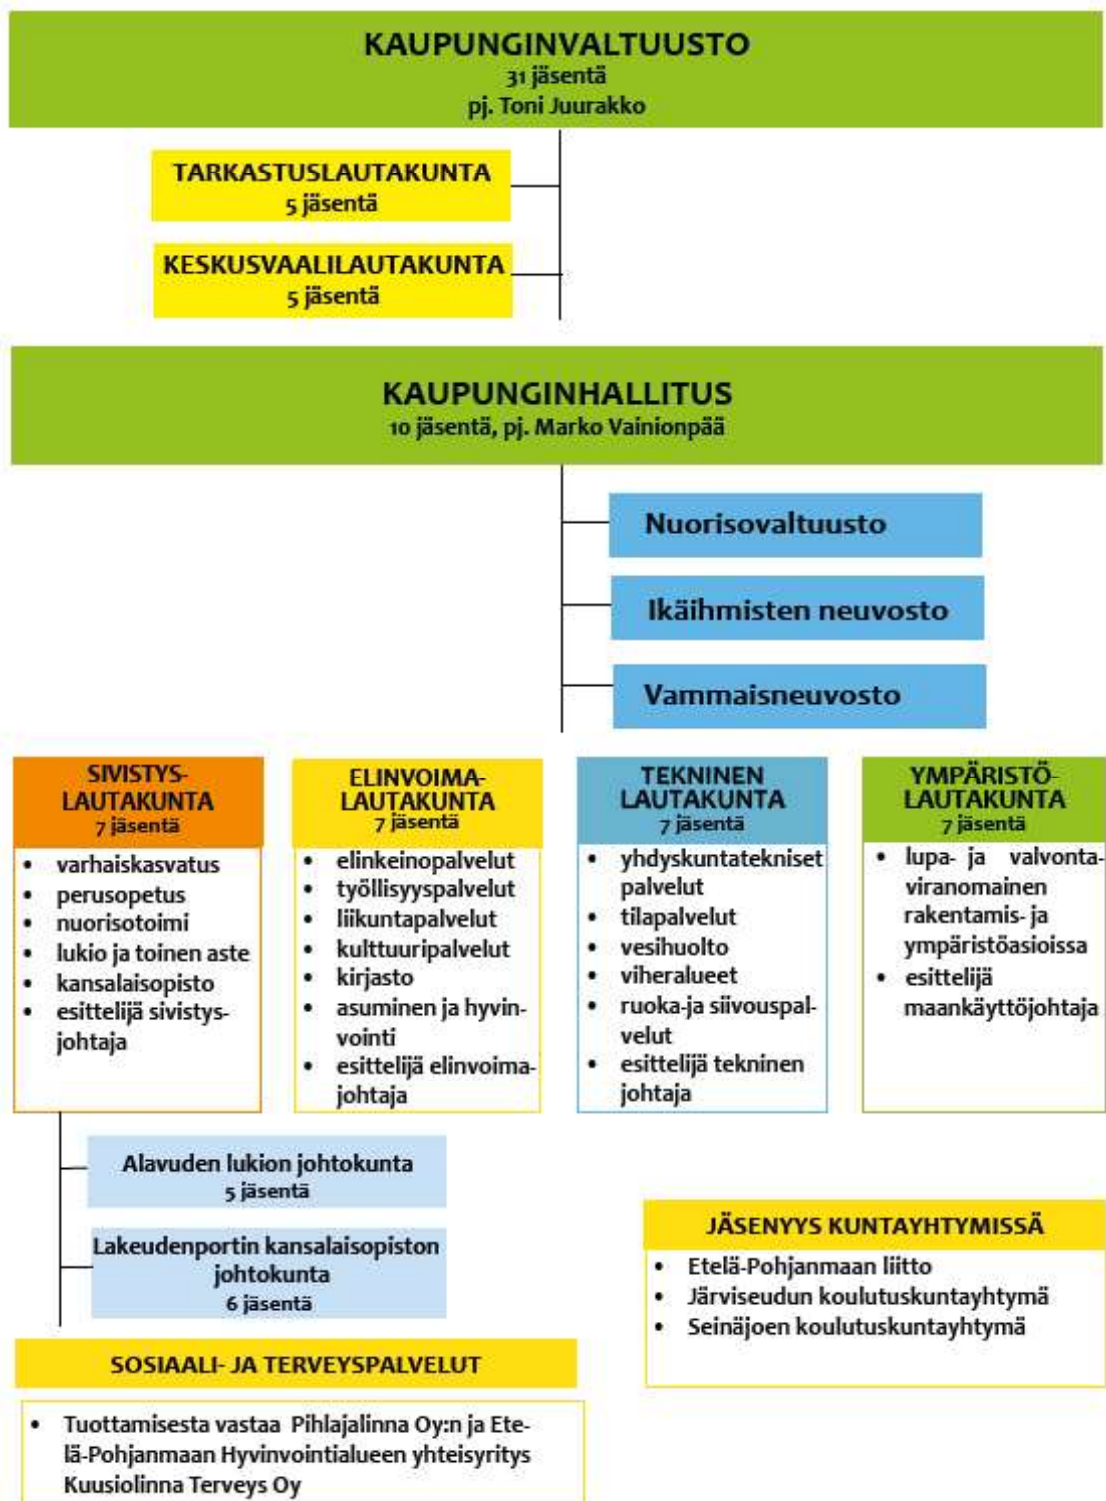 KAUPUNGINVALTUUSTO
31 jäsentä
pj. Toni Juurakko
TARKASTUSLAUTAKUNTA
5 jäsentä
KESKUSVAALILAUTAKUNTA
5 jäsentä
KAUPUNGINHALLITUS
10 jäsentä, pj. Marko Vainionpää
Nuorisovaltuusto
Ikäihmisten neuvosto
Vammaisneuvosto
SIVISTYS-
LAUTAKUNTA
7 jäsentä
• varhaiskasvatus
• perusopetus
• nuorisotoimi
• lukio ja toinen aste
• kansalaisopisto
• esittelijä sivistys-
johtaja
ELINVOIMA-
LAUTAKUNTA
7 jäsentä
• elinkeinopalvelut
• työllisyyspalvelut
• liikuntapalvelut
• kulttuuripalvelut
• kirjasto
• asuminen ja hyvin-
vointi
• esittelijä elinvoima-
johtaja
TEKNINEN
LAUTAKUNTA
7 jäsentä
• yhdyskuntatekniset
palvelut
• tilapalvelut
• vesihuolto
• viheralueet
• ruoka-ja siivouspal-
velut
• esittelijä tekninen
johtaja
YMPÄRISTÖ-
LAUTAKUNTA
7 jäsentä
• lupa- ja valvonta-
viranomainen
rakentamis- ja
ympäristöasioissa
• esittelijä
maankäyttöjohtaja
Alavuden lukion johtokunta
5 jäsentä
Lakeudenportin kansalaisopiston
johtokunta
6 jäsentä
JÄSENYYS KUNTAYHTYMISSÄ
• Etelä-Pohjanmaan liitto
• Järviseudun koulutuskuntayhtymä
• Seinäjoen koulutuskuntayhtymä
SOSIAALI- JA TERVEYSPALVELUT
• Tuottamisesta vastaa Pihlajalinna Oy:n ja Ete-
lä-Pohjanmaan Hyvinvointialueen yhteisyritys
Kuusiolinna Terveys Oy